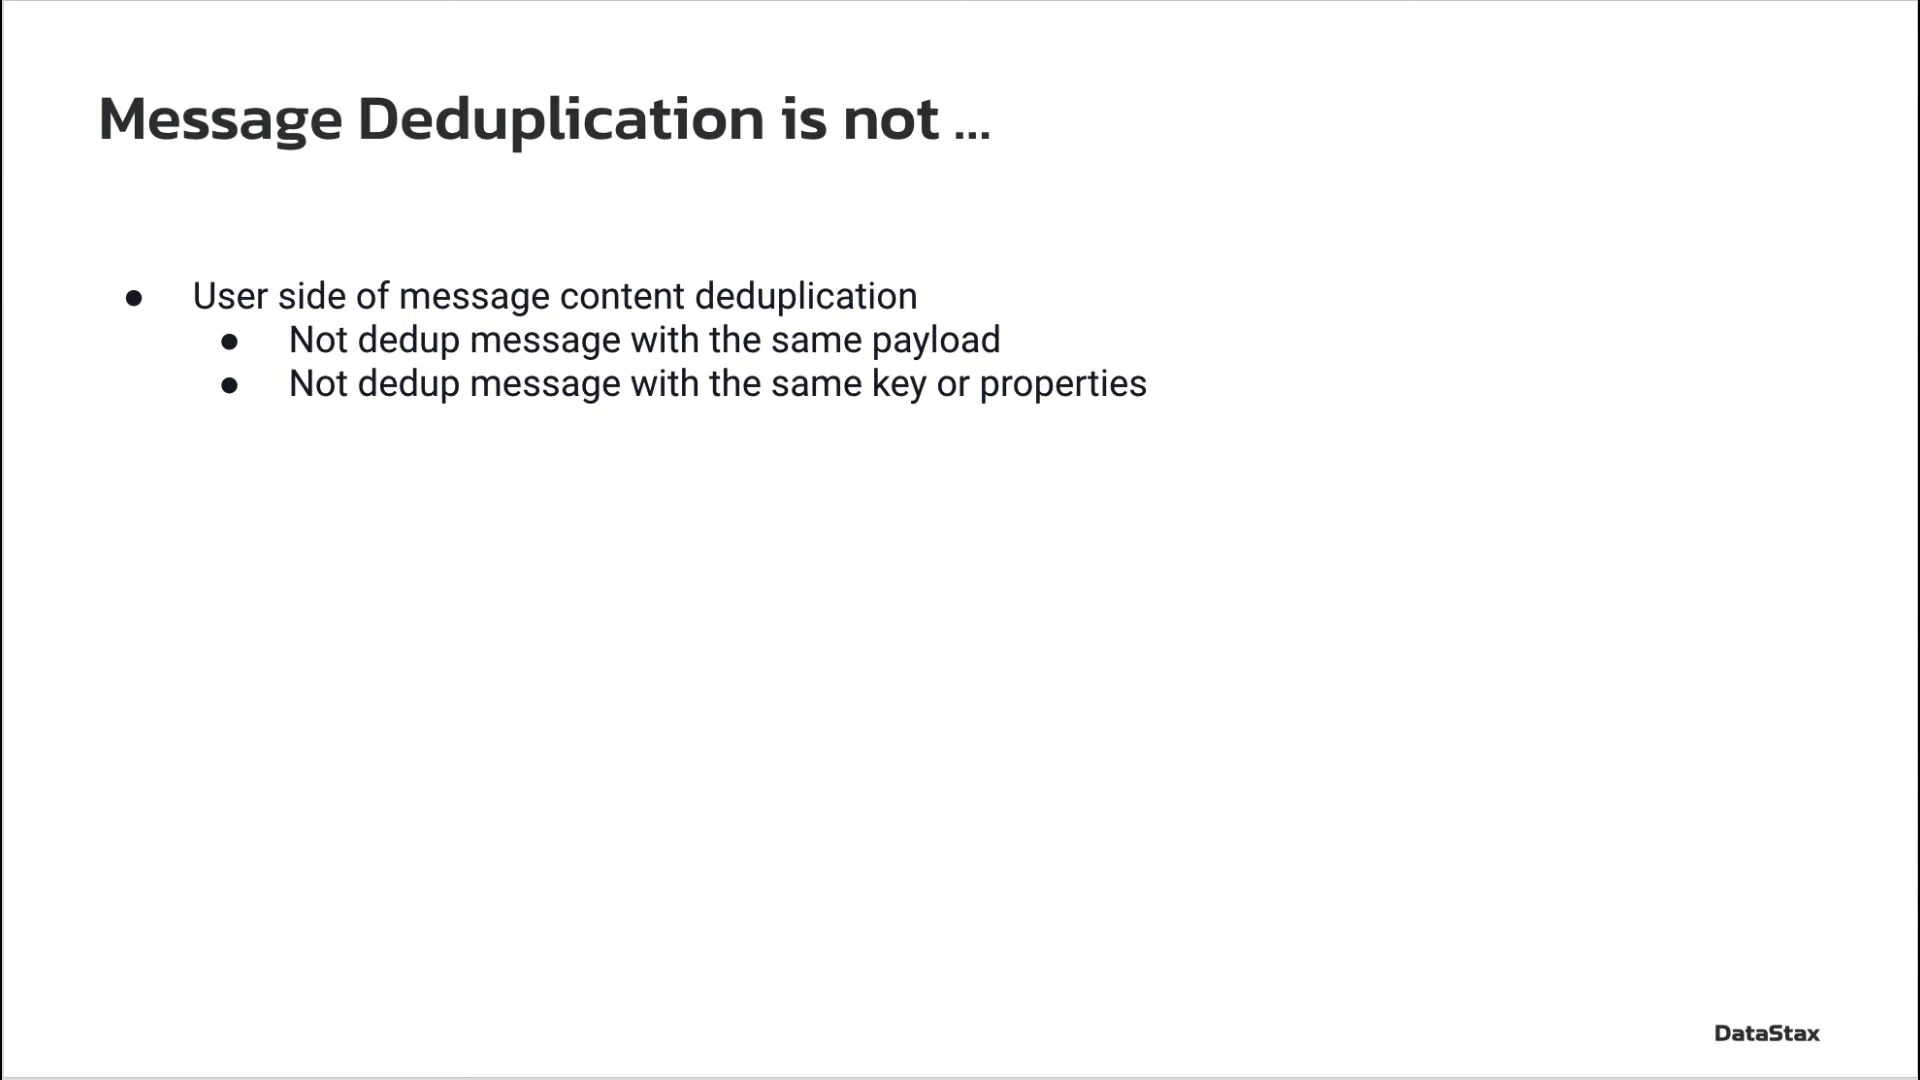 Message Deduplication is not ...
● User side of message content deduplication
● Not dedup message with the same payload
● Not dedup message with the same key or properties
DataStax